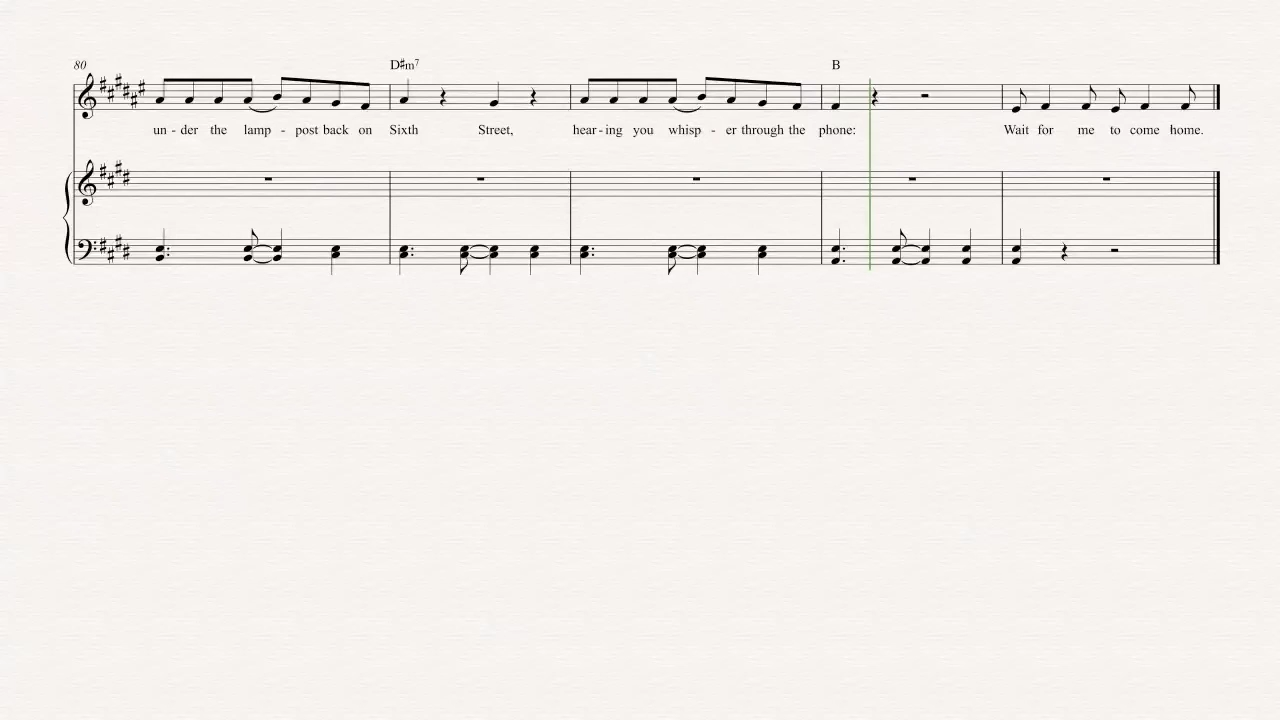 80 D♯m7 B
un - der the lamp - post back on Sixth Street, hear - ing you whisp - er through the phone: Wait for me to come home.